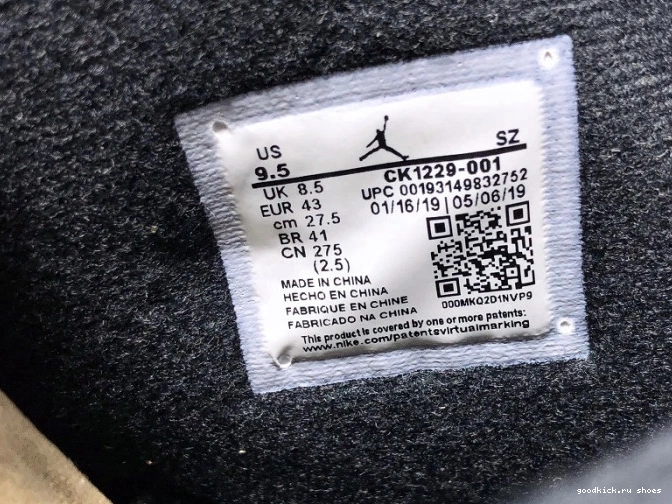 US
SZ
9.5
CK1229-001
UK 8.5
UPC 00193149832752
EUR 43
01/16/19 | 05/06/19
cm 27.5
BR 41
CN 275
(2.5)
000MKQ2D1NVP9
MADE IN CHINA
HECHO EN CHINA
FABRIQUE EN CHINE
FABRICADO NA CHINA
This product is covered by one or more patents:
www.nike.com/patentsvirtualmarking
goodkick.ru shoes